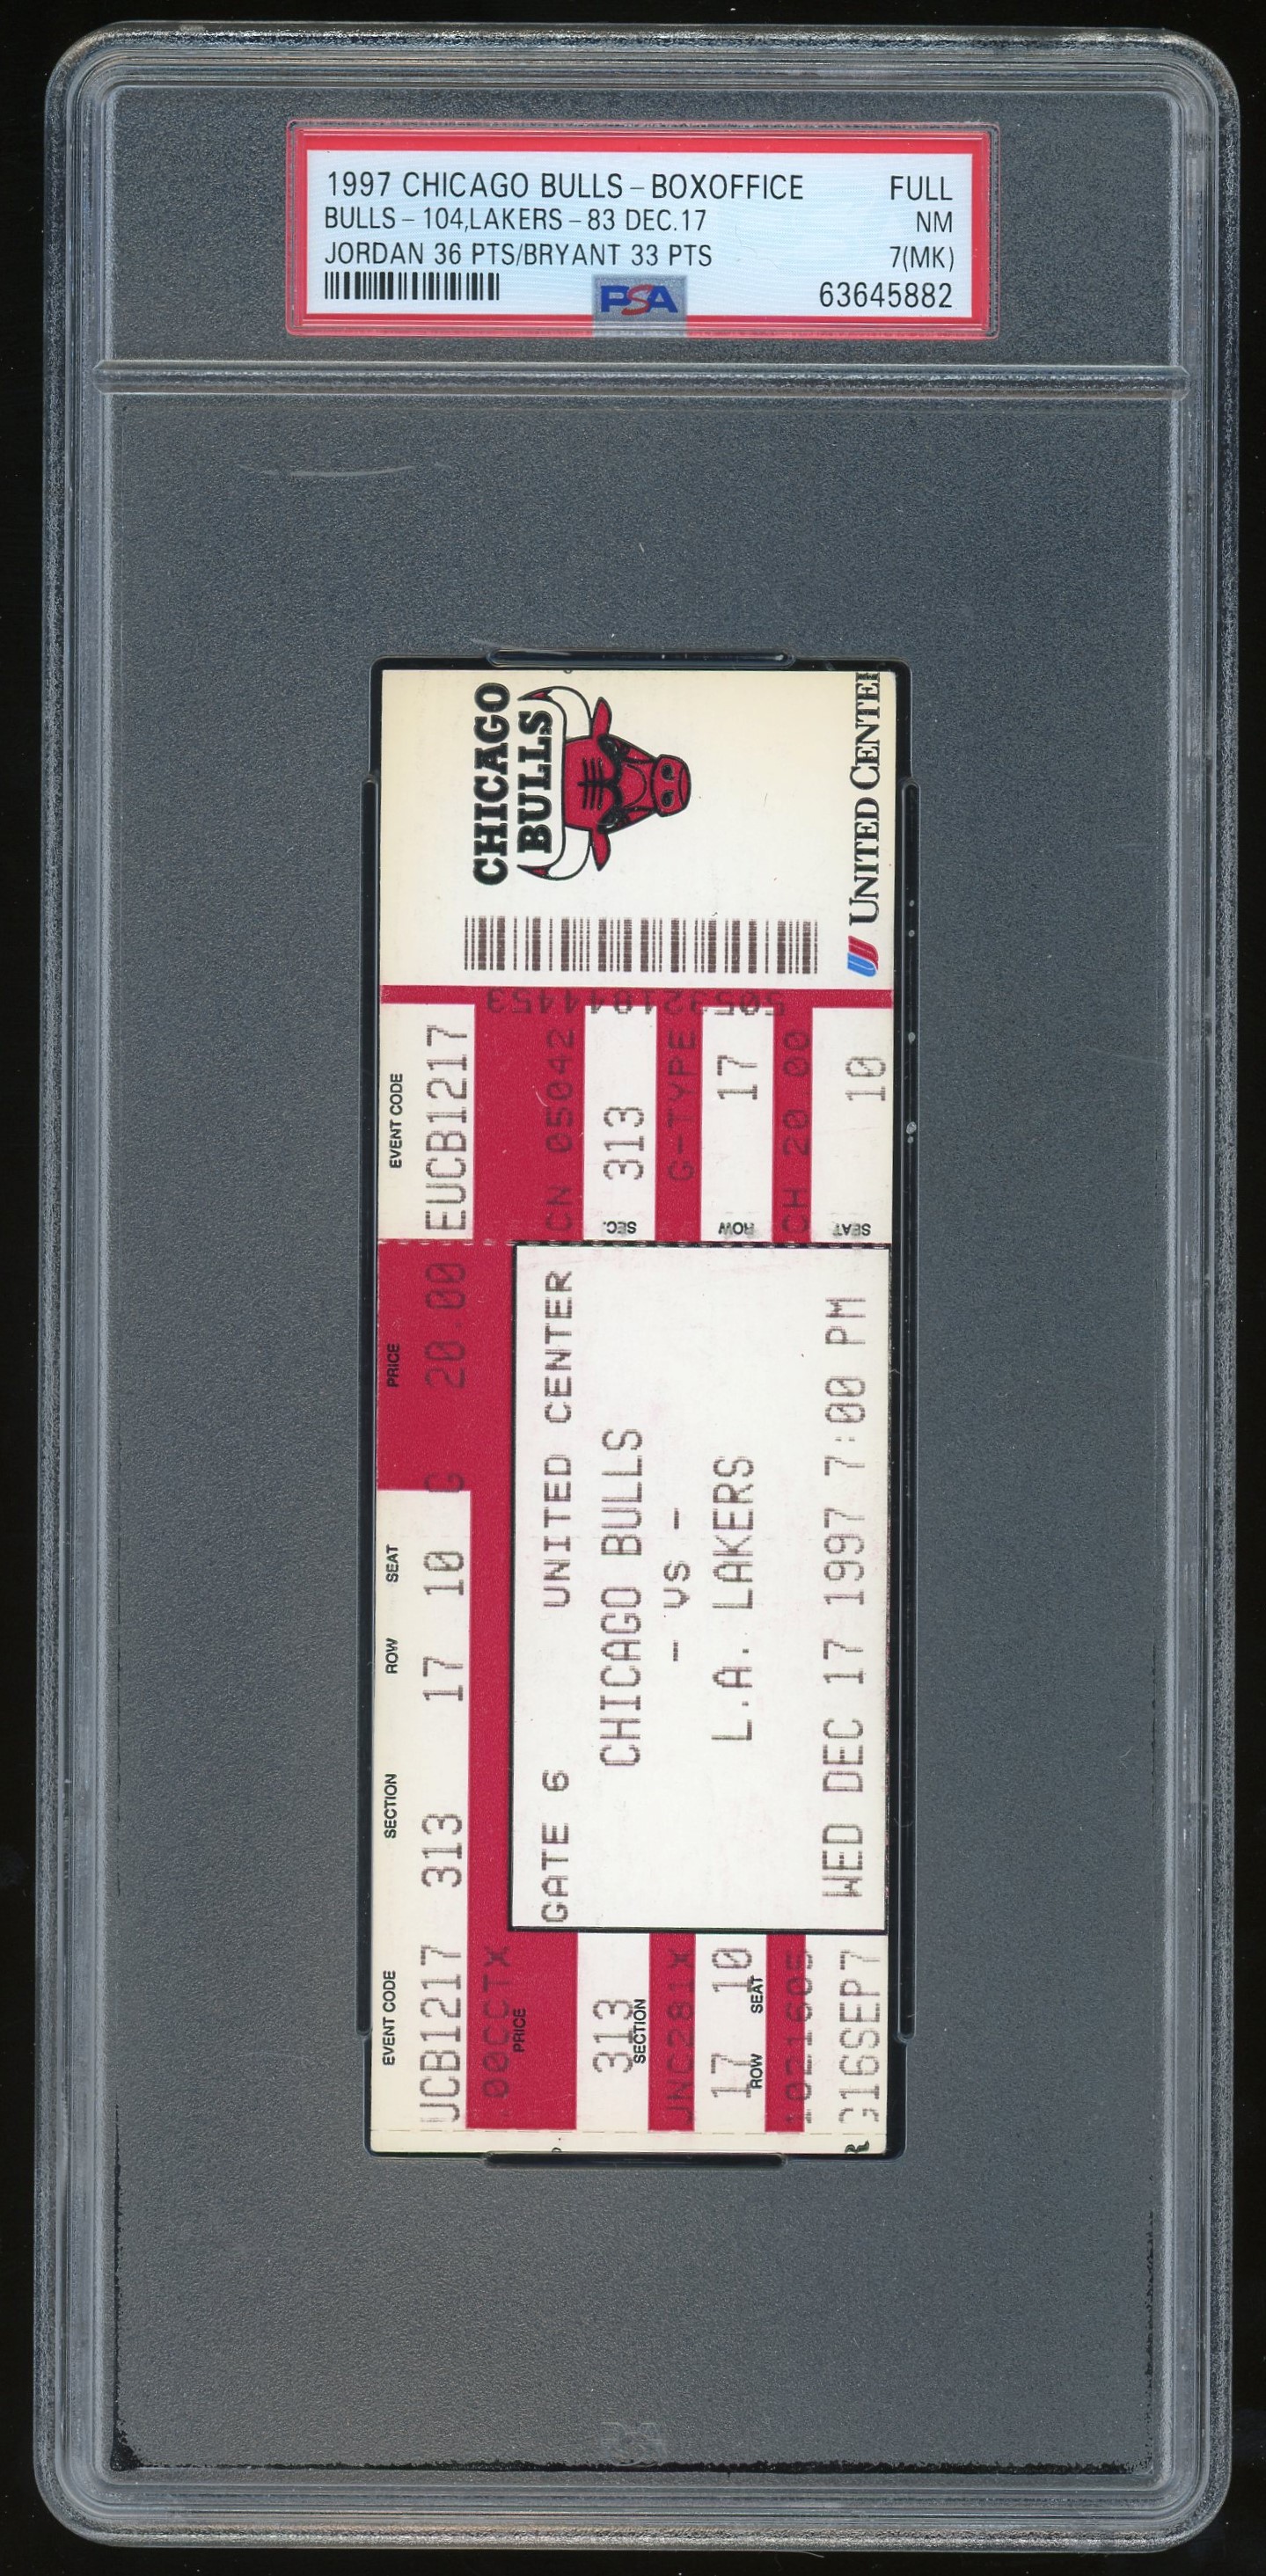 1997 CHICAGO BULLS-BOXOFFICE FULL
BULLS-104,LAKERS-83 DEC.17 NM
JORDAN 36 PTS/BRYANT 33 PTS 7(MK)
PSA 63645882
CHICAGO
BULLS
UNITED CENTER
EVENT CODE
EUCB1217
CN 05042
SEC. 313
G-TYPE
ROW 17
CH 20.00
SEAT 10
EVENT CODE SECTION ROW SEAT PRICE
UCB1217 313 17 10 G 20.00
GATE 6 UNITED CENTER
CHICAGO BULLS
- VS -
L.A. LAKERS
WED DEC 17 1997 7:00 PM
PRICE
313
SECTION
UNC281X
17 10
ROW SEAT
16SEP7